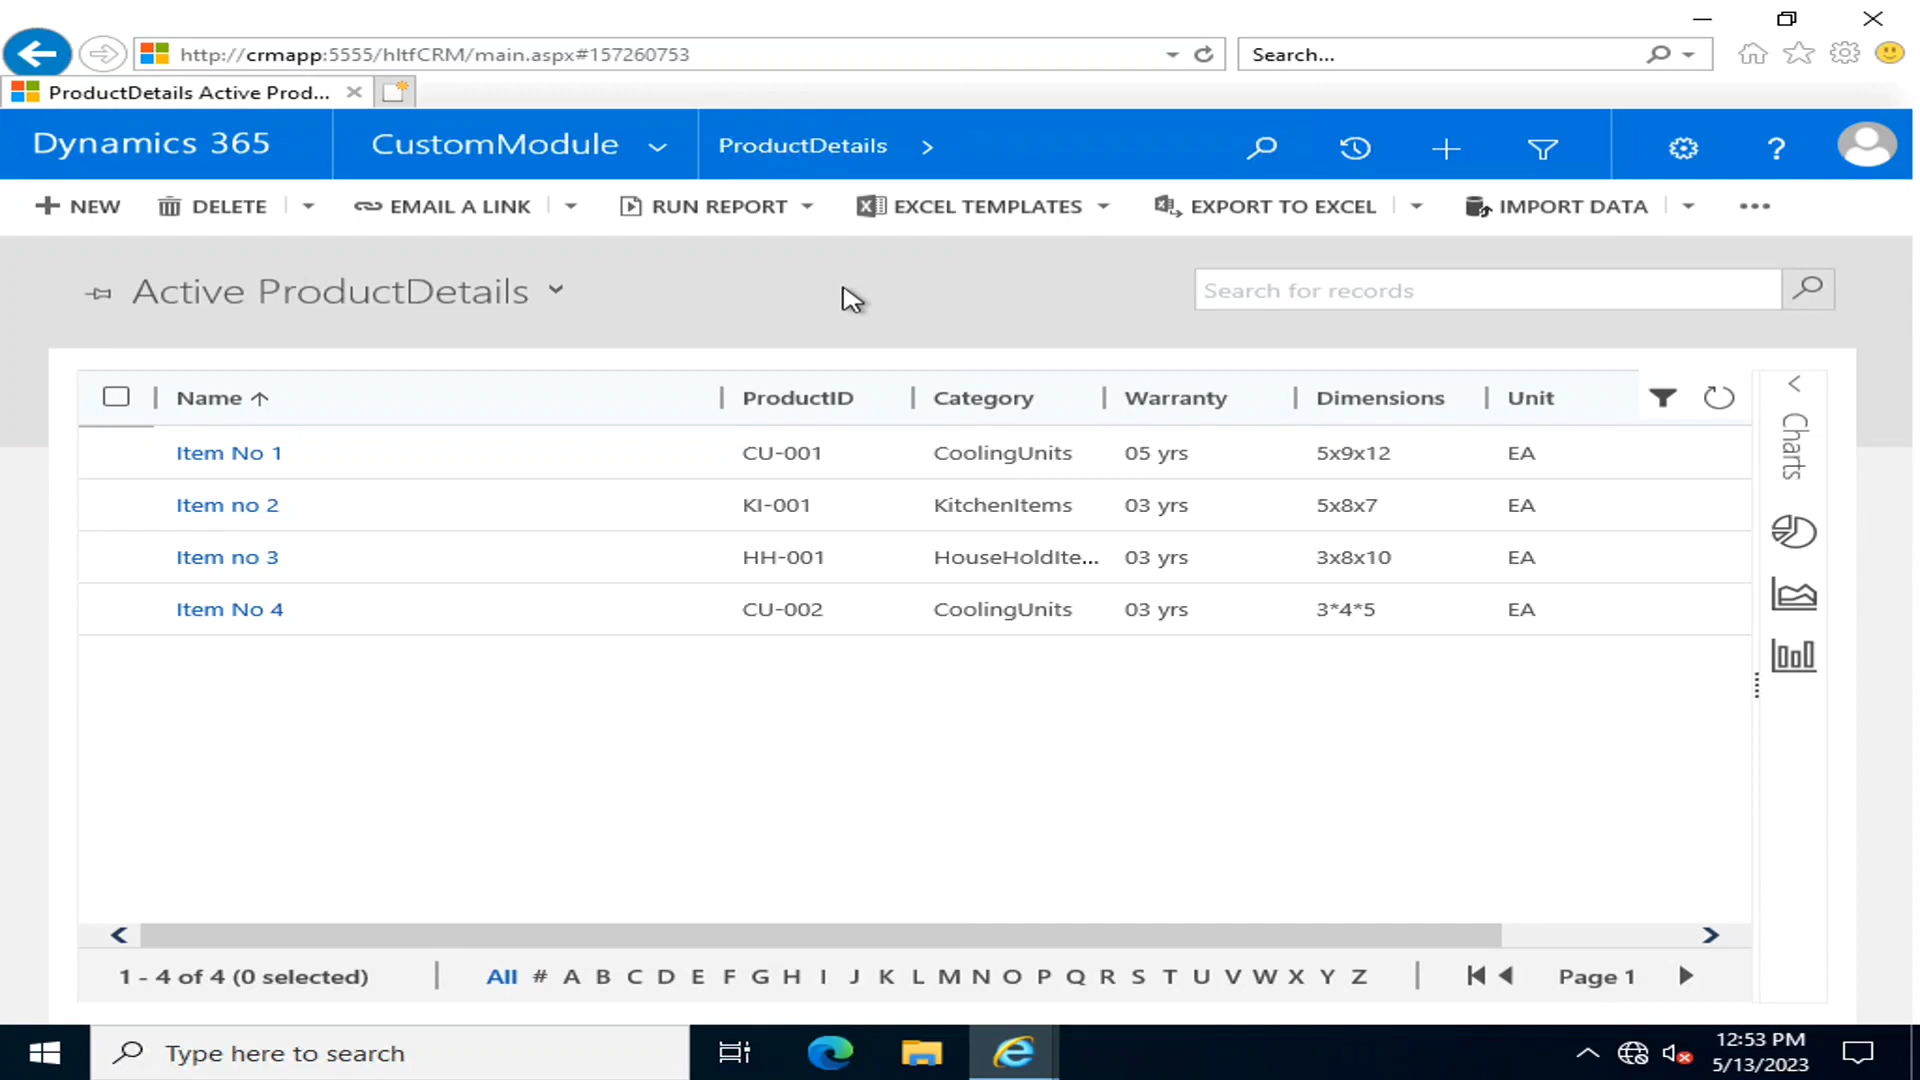 http://crmapp:5555/hItfCRM/main.aspx#157260753
Search...
ProductDetails Active Prod...
Dynamics 365
CustomModule
ProductDetails
NEW
DELETE
EMAIL A LINK
RUN REPORT
EXCEL TEMPLATES
EXPORT TO EXCEL
IMPORT DATA
Active ProductDetails
Search for records
Name ProductID Category Warranty Dimensions Unit
Item No 1 CU-001 CoolingUnits 05 yrs 5x9x12 EA
Item no 2 KI-001 KitchenItems 03 yrs 5x8x7 EA
Item no 3 HH-001 HouseHoldIte... 03 yrs 3x8x10 EA
Item No 4 CU-002 CoolingUnits 03 yrs 3*4*5 EA
Charts
1 - 4 of 4 (0 selected)
All # A B C D E F G H I J K L M N O P Q R S T U V W X Y Z
Page 1
Type here to search
12:53 PM
5/13/2023